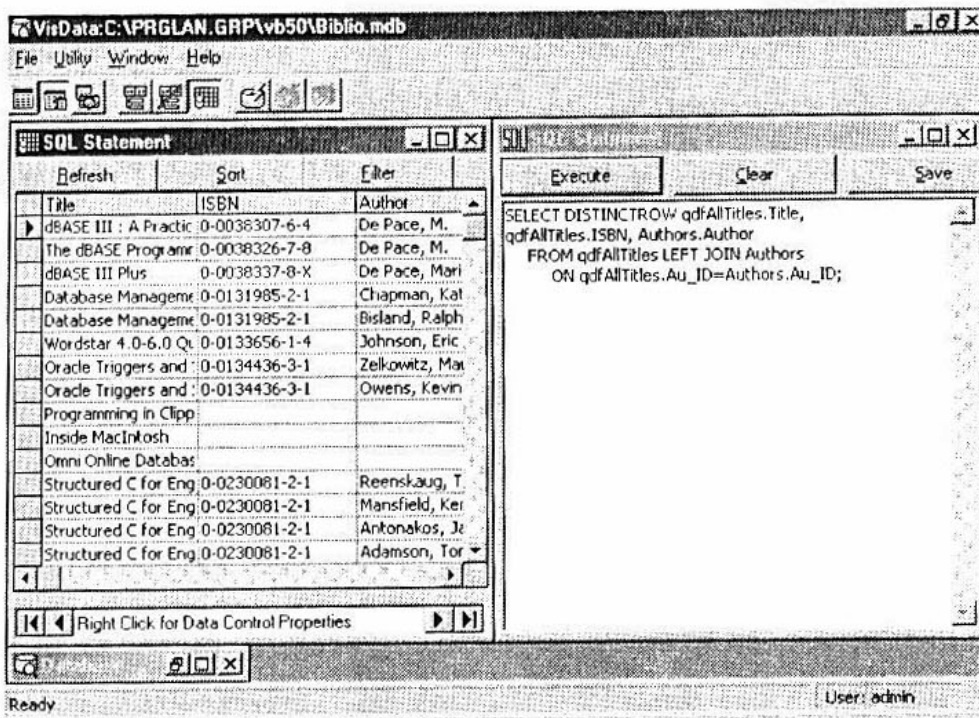 VisData:C:\PRGLAN.GRP\vb50\Biblio.mdb
File Utility Window Help
SQL Statement
Refresh Sort Filter
Title ISBN Author
dBASE III : A Practic 0-0038307-6-4 De Pace, M.
The dBASE Programr 0-0038326-7-8 De Pace, M.
dBASE III Plus 0-0038337-8-X De Pace, Mari
Database Manageme 0-0131985-2-1 Chapman, Kat
Database Manageme 0-0131985-2-1 Bisland, Ralph
Wordstar 4.0-6.0 Qu 0-0133656-1-4 Johnson, Eric
Oracle Triggers and 0-0134436-3-1 Zelkowitz, Mar
Oracle Triggers and 0-0134436-3-1 Owens, Kevin
Programming in Clipp
Inside MacIntosh
Omni Online Databas
Structured C for Eng 0-0230081-2-1 Reenskaug, T
Structured C for Eng 0-0230081-2-1 Mansfield, Ker
Structured C for Eng 0-0230081-2-1 Antonakos, Ja
Structured C for Eng 0-0230081-2-1 Adamson, Tor
Right Click for Data Control Properties
SQL Statement
Execute Clear Save
SELECT DISTINCTROW qdfAllTitles.Title,
qdfAllTitles.ISBN, Authors.Author
FROM qdfAllTitles LEFT JOIN Authors
ON qdfAllTitles.Au_ID=Authors.Au_ID;
Ready
User: admin